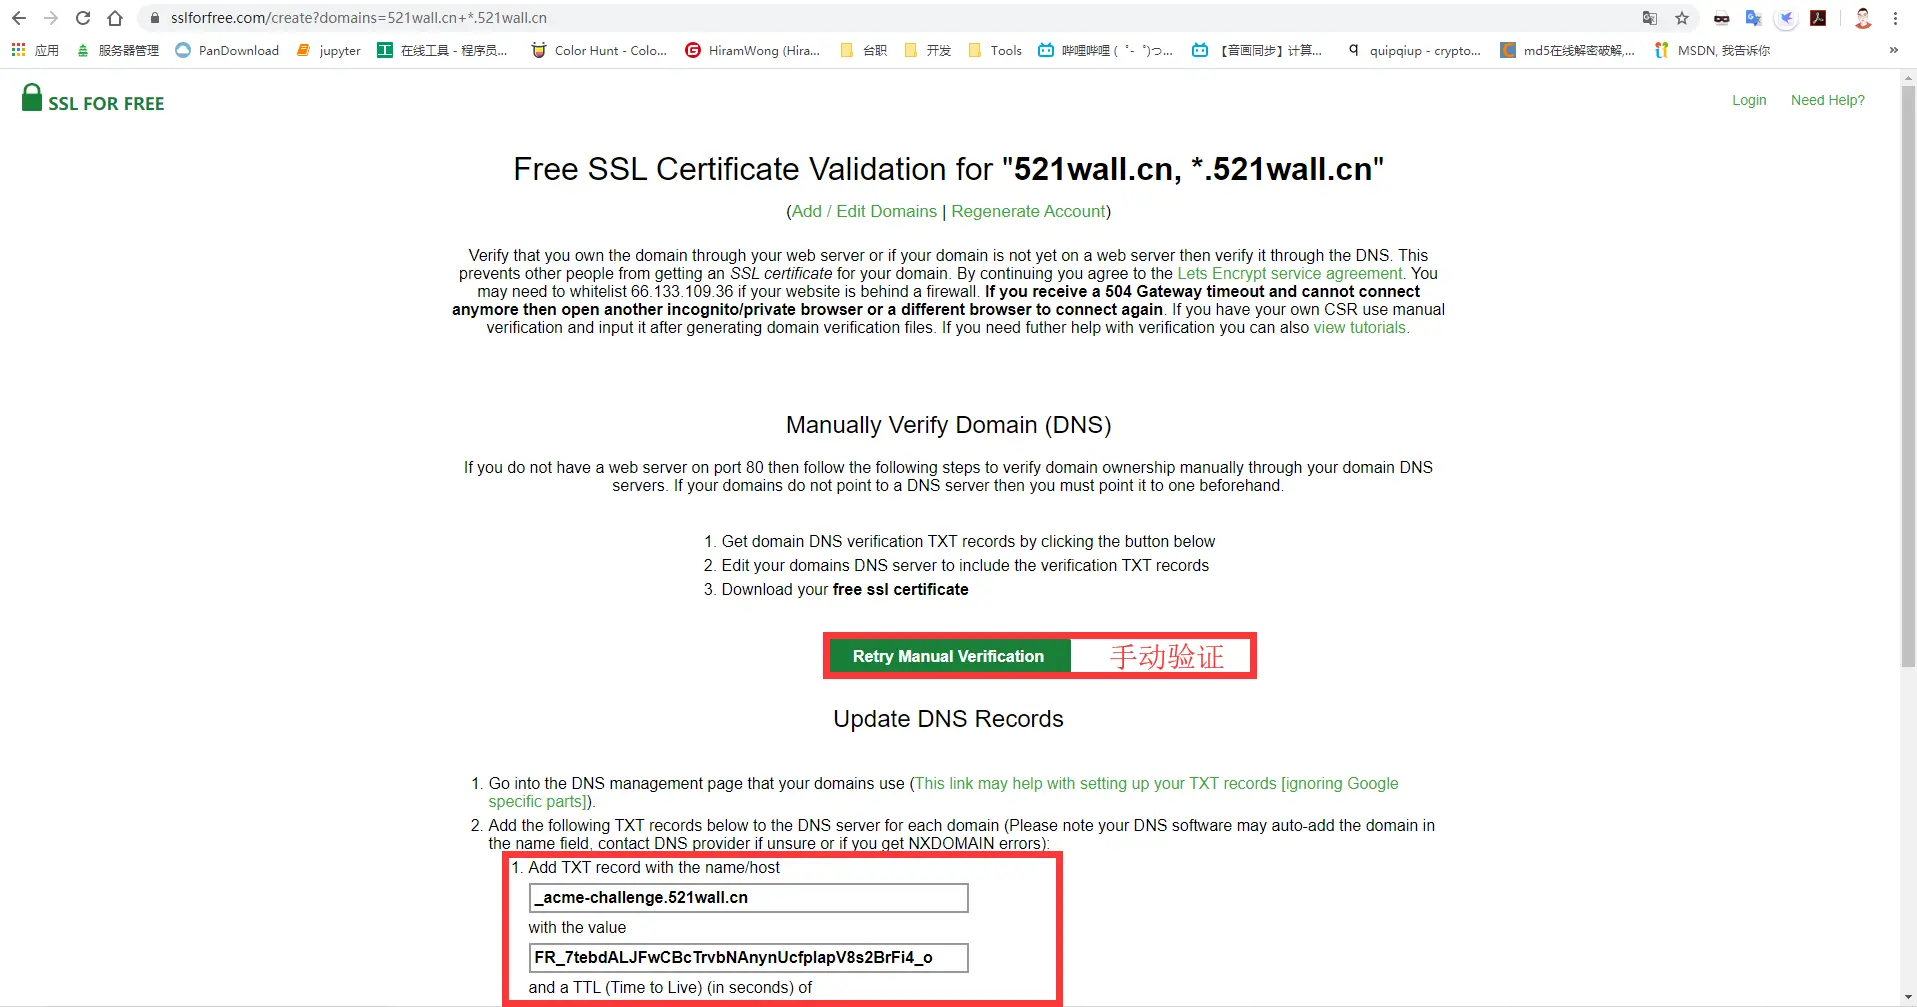 sslforfree.com/create?domains=521wall.cn+*.521wall.cn
应用 服务器管理 PanDownload jupyter 在线工具 - 程序员... Color Hunt - Colo... HiramWong (Hira... 台职 开发 Tools 哔哩哔哩 ( ゜- ゜)つ... 【音画同步】计算... quipqiup - crypto... md5在线解密破解,... MSDN, 我告诉你 »
SSL FOR FREE
Login Need Help?
Free SSL Certificate Validation for "521wall.cn, *.521wall.cn"
(Add / Edit Domains | Regenerate Account)
Verify that you own the domain through your web server or if your domain is not yet on a web server then verify it through the DNS. This
prevents other people from getting an SSL certificate for your domain. By continuing you agree to the Lets Encrypt service agreement. You
may need to whitelist 66.133.109.36 if your website is behind a firewall. If you receive a 504 Gateway timeout and cannot connect
anymore then open another incognito/private browser or a different browser to connect again. If you have your own CSR use manual
verification and input it after generating domain verification files. If you need futher help with verification you can also view tutorials.
Manually Verify Domain (DNS)
If you do not have a web server on port 80 then follow the following steps to verify domain ownership manually through your domain DNS
servers. If your domains do not point to a DNS server then you must point it to one beforehand.
1. Get domain DNS verification TXT records by clicking the button below
2. Edit your domains DNS server to include the verification TXT records
3. Download your free ssl certificate
Retry Manual Verification 手动验证
Update DNS Records
1. Go into the DNS management page that your domains use (This link may help with setting up your TXT records [ignoring Google
specific parts]).
2. Add the following TXT records below to the DNS server for each domain (Please note your DNS software may auto-add the domain in
the name field, contact DNS provider if unsure or if you get NXDOMAIN errors):
1. Add TXT record with the name/host
_acme-challenge.521wall.cn
with the value
FR_7tebdALJFwCBcTrvbNAnynUcfplapV8s2BrFi4_o
and a TTL (Time to Live) (in seconds) of